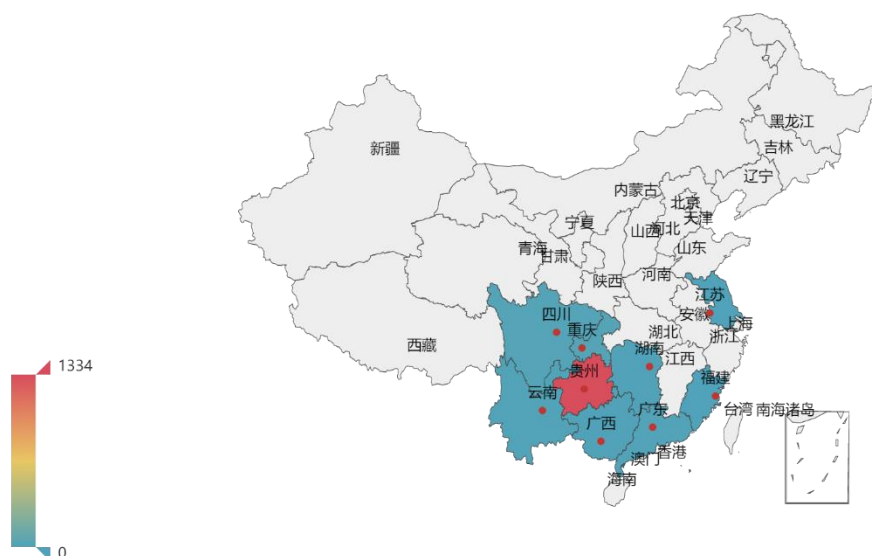 黑龙江
吉林
新疆
辽宁
内蒙古
北京
天津
宁夏
山西
河北
青海
甘肃
山东
陕西
河南
江苏
四川
安徽
上海
重庆
湖北
浙江
西藏
湖南
江西
1334
贵州
福建
云南
广西
广东
台湾
南海诸岛
香港
澳门
海南
0